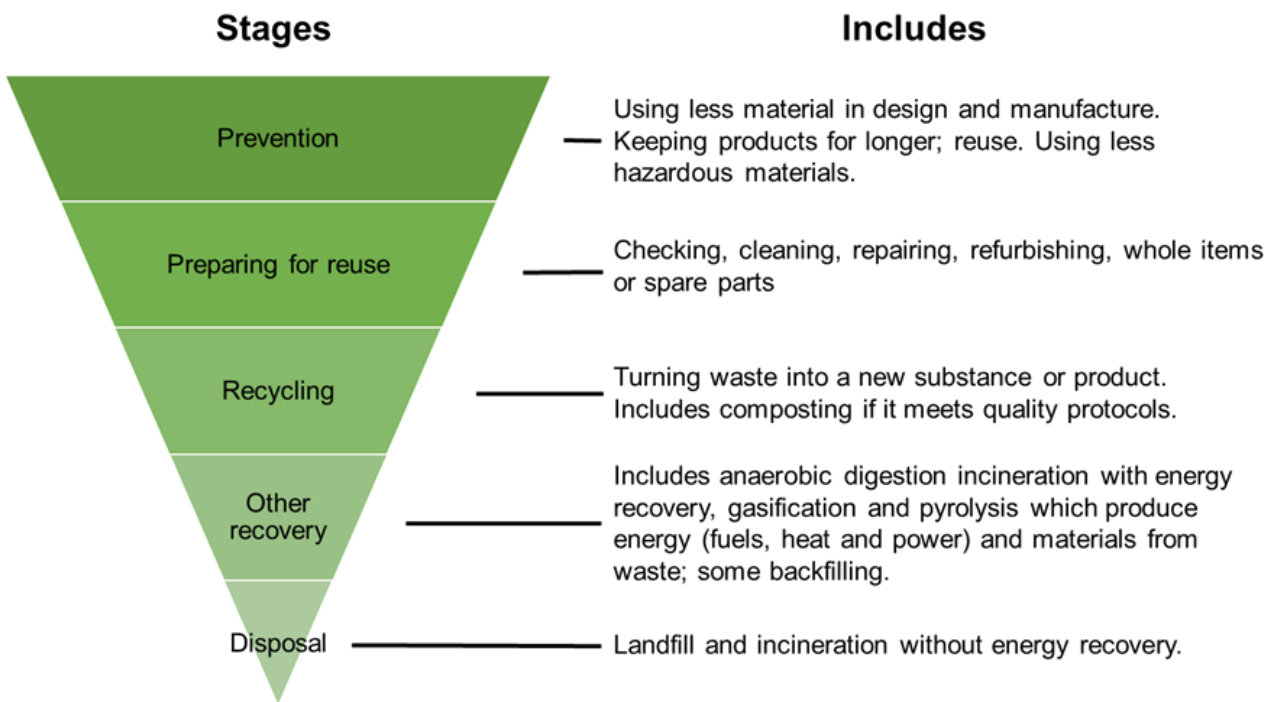 Stages
Includes
Prevention
Using less material in design and manufacture.
Keeping products for longer; reuse. Using less
hazardous materials.
Preparing for reuse
Checking, cleaning, repairing, refurbishing, whole items
or spare parts
Recycling
Turning waste into a new substance or product.
Includes composting if it meets quality protocols.
Other
recovery
Includes anaerobic digestion incineration with energy
recovery, gasification and pyrolysis which produce
energy (fuels, heat and power) and materials from
waste; some backfilling.
Disposal
Landfill and incineration without energy recovery.